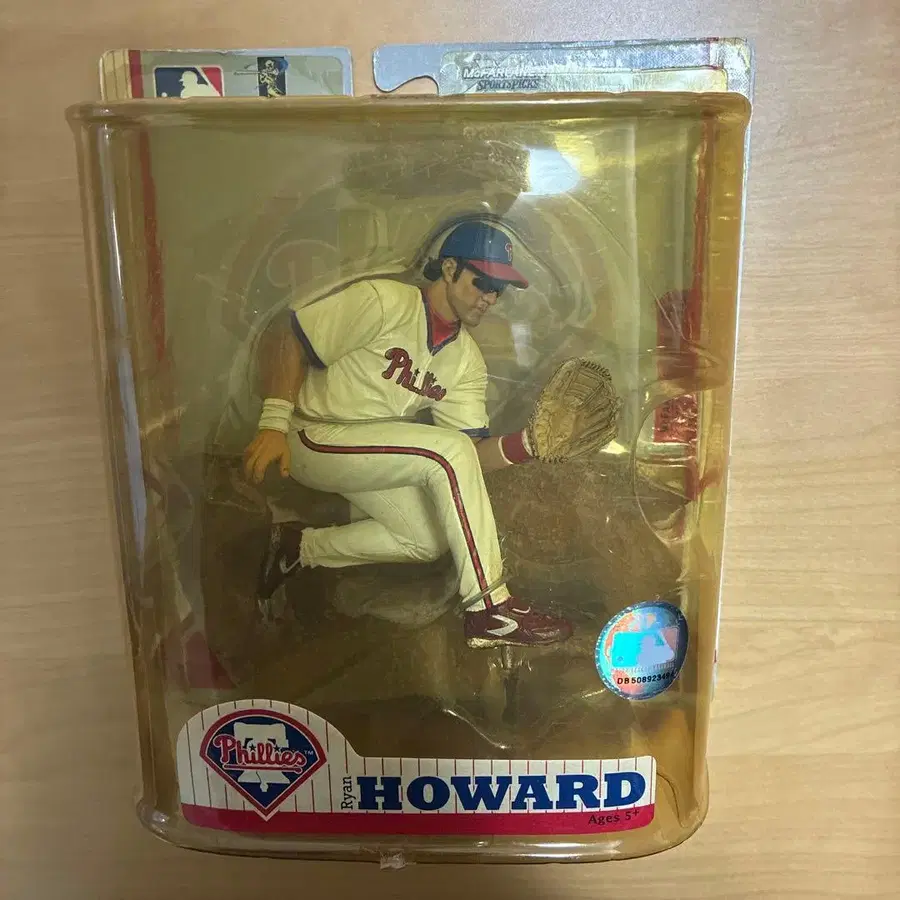 McFARLANE
SPORTSPICKS
P
Phillies
Phillies
Ryan
HOWARD
Ages 5+